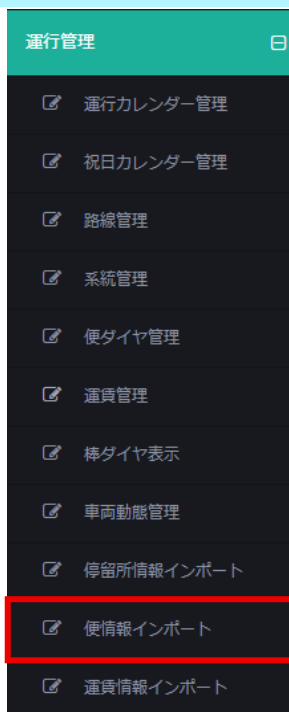 運行管理
運行カレンダー管理
祝日カレンダー管理
路線管理
系統管理
便ダイヤ管理
運賃管理
棒ダイヤ表示
車両動態管理
停留所情報インポート
便情報インポート
運賃情報インポート